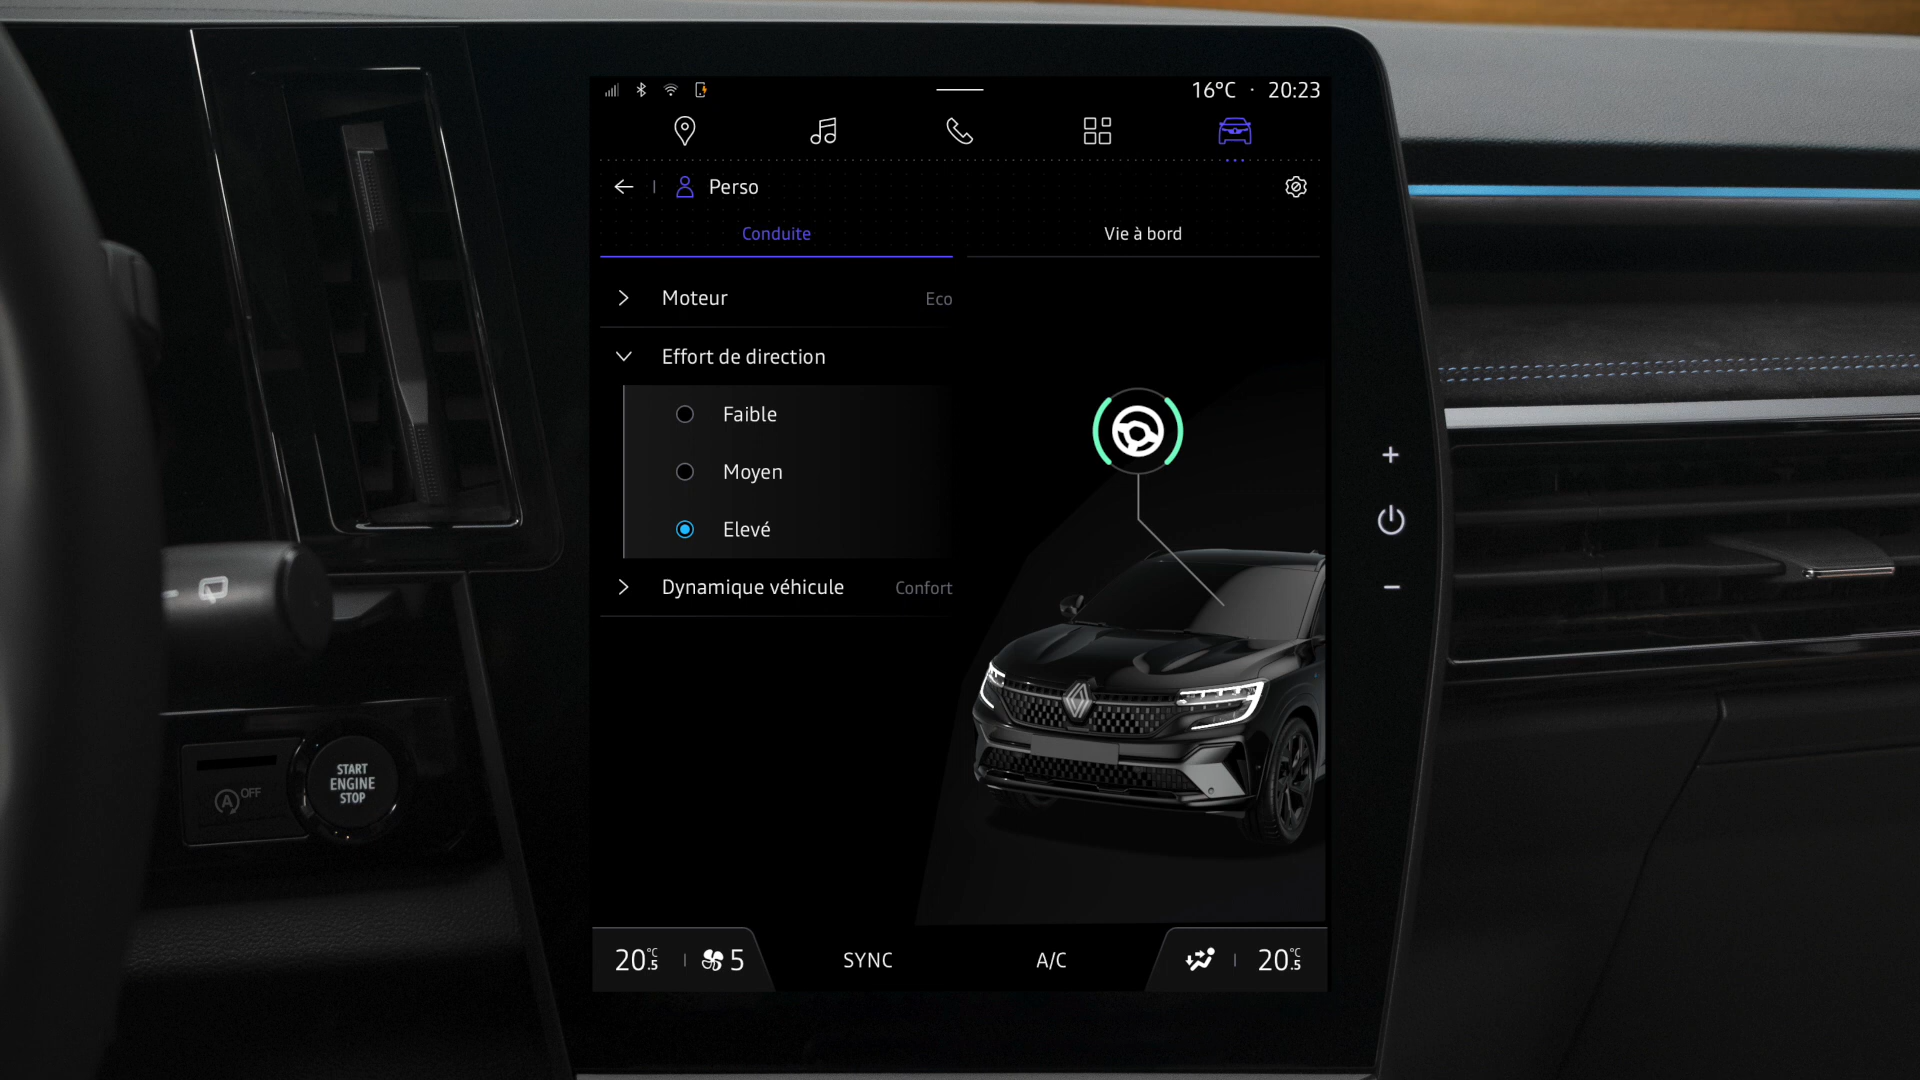 16°C · 20:23
Perso
Conduite
Vie à bord
Moteur
Eco
Effort de direction
Faible
Moyen
Elevé
Dynamique véhicule
Confort
A OFF
START
ENGINE
STOP
20.5°C
5
SYNC
A/C
20.5°C